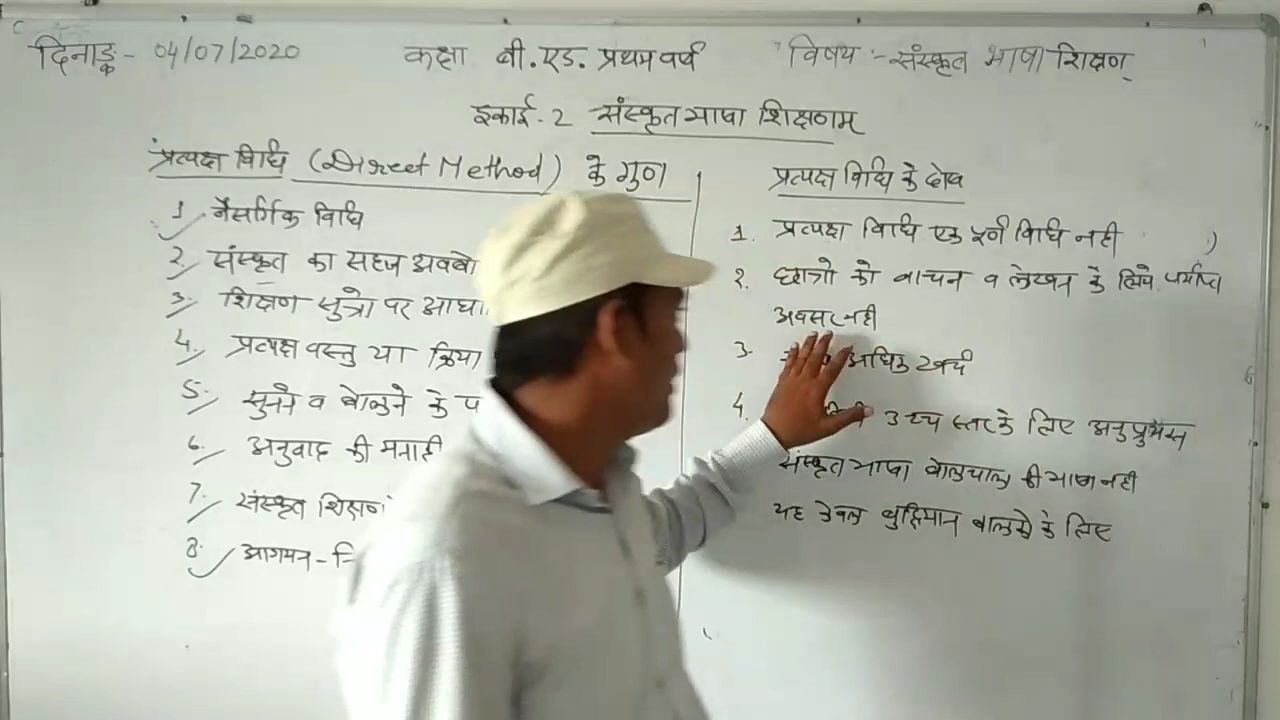 दिनाङ्क - 04/07/2020 कक्षा बी.एड. प्रथम वर्ष विषय :- संस्कृत भाषा शिक्षण
इकाई - 2 संस्कृत भाषा शिक्षणम्
प्रत्यक्ष विधि (Direct Method) के गुण
1 नैसर्गिक विधि
2 संस्कृत का सहज अवबो
3 शिक्षण सुत्रो पर आधा
4. प्रत्यक्ष वस्तु या क्रिया
5. सुनने व बोलने के प
6. अनुवाद की मनाही
7. संस्कृत शिक्षण
8. आगमन - नि
प्रत्यक्ष विधि के दोष
1. प्रत्यक्ष विधि एक पूर्ण विधि नही
2. छात्रो को वाचन व लेखन के लिये पर्याप्त
अवसर नही
3. अधिक खर्च
4. उच्च स्तर के लिए अनुपुयुक्त
संस्कृत भाषा बोलचाल की भाषा नही
यह केवल बुद्धिमान बालको के लिए